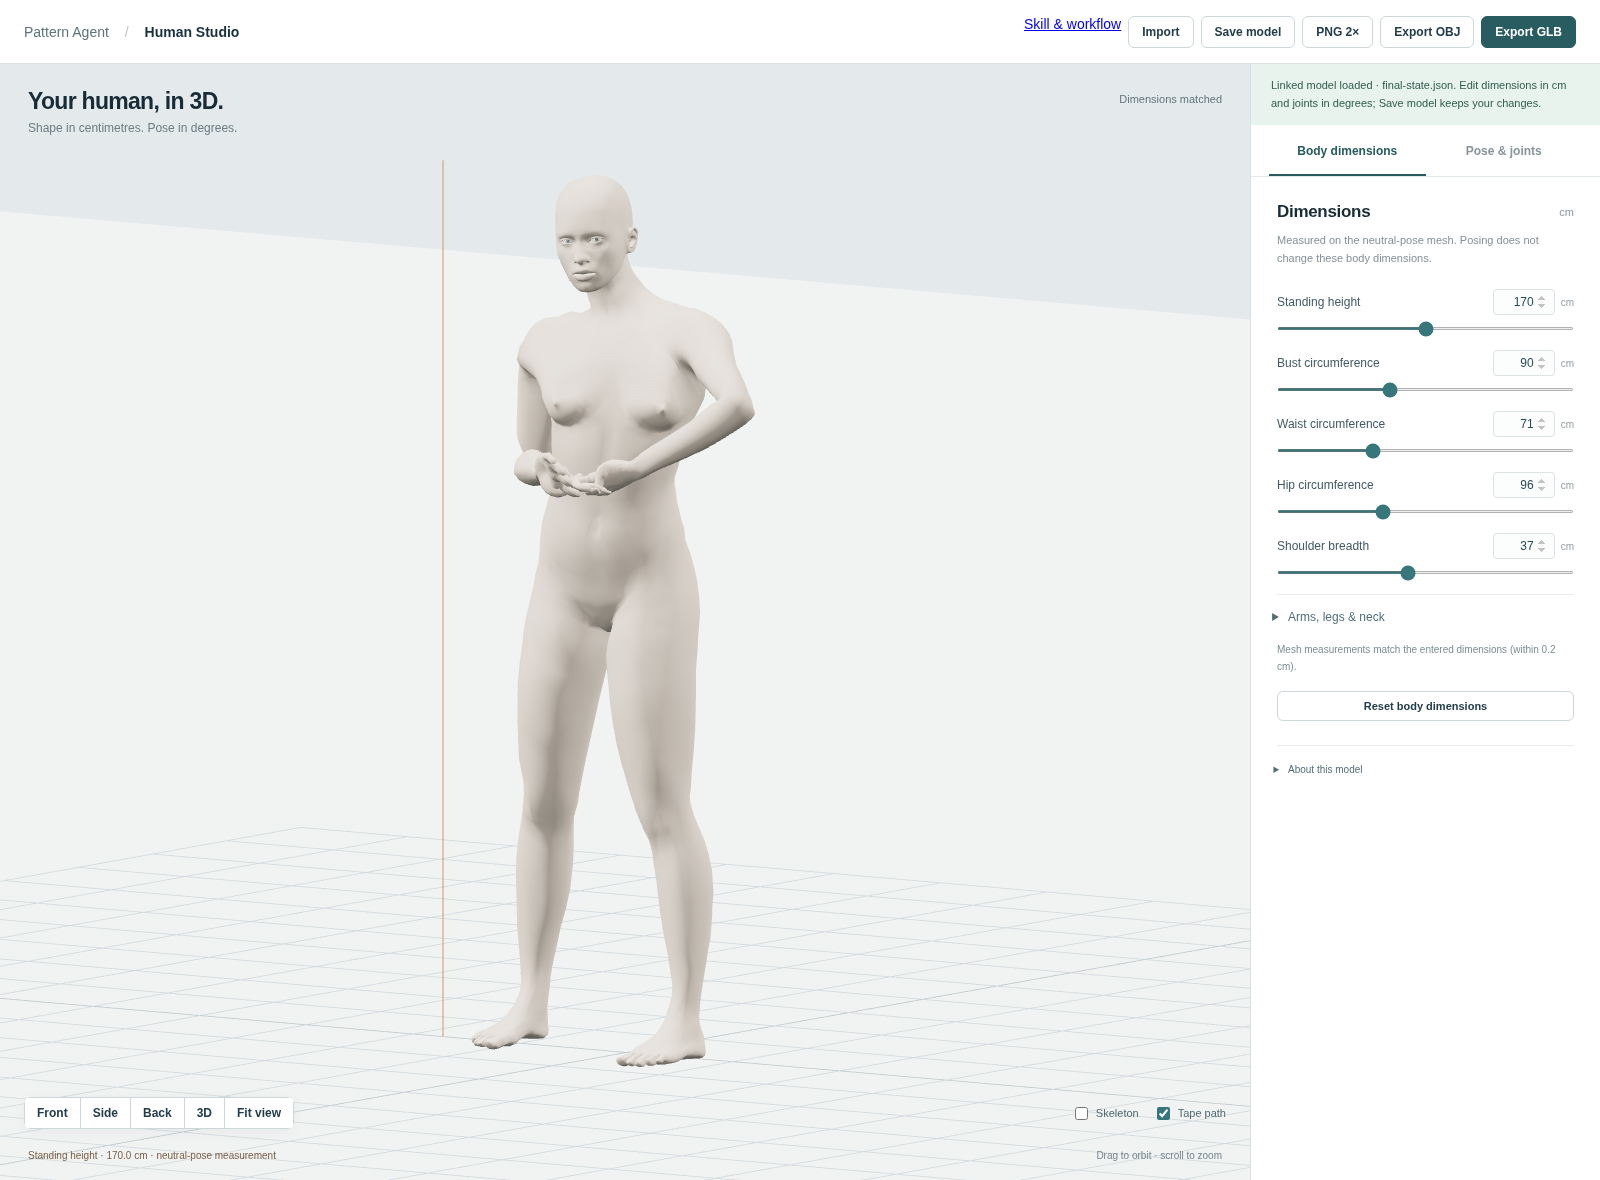 Pattern Agent / Human Studio
Skill & workflow
Import
Save model
PNG 2×
Export OBJ
Export GLB
Your human, in 3D.
Shape in centimetres. Pose in degrees.
Dimensions matched
Linked model loaded · final-state.json. Edit dimensions in cm
and joints in degrees; Save model keeps your changes.
Body dimensions
Pose & joints
Dimensions
cm
Measured on the neutral-pose mesh. Posing does not
change these body dimensions.
Standing height 170 cm
Bust circumference 90 cm
Waist circumference 71 cm
Hip circumference 96 cm
Shoulder breadth 37 cm
Arms, legs & neck
Mesh measurements match the entered dimensions (within 0.2
cm).
Reset body dimensions
About this model
Front
Side
Back
3D
Fit view
Skeleton
Tape path
Standing height · 170.0 cm · neutral-pose measurement
Drag to orbit · scroll to zoom